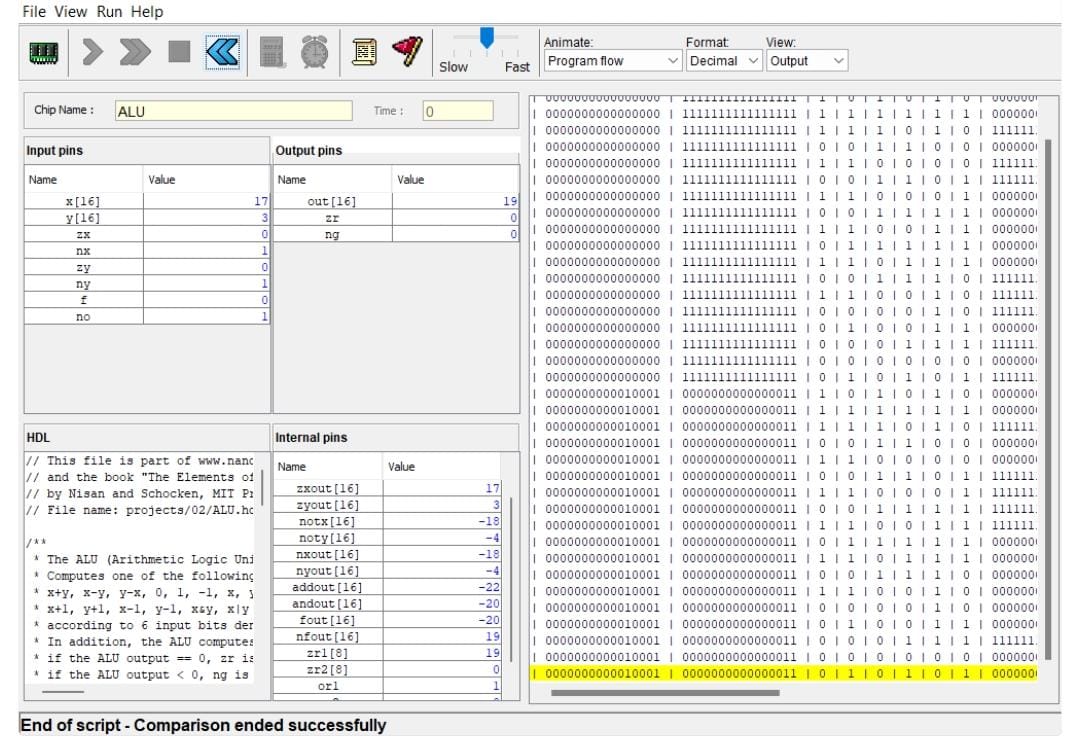 File View Run Help
Animate: Format: View:
Slow Fast Program flow Decimal Output
Chip Name : ALU Time : 0
Input pins
Name Value
x[16] 17
y[16] 3
zx 0
nx 1
zy 0
ny 1
f 0
no 1
Output pins
Name Value
out[16] 19
zr 0
ng 0
HDL
// This file is part of www.nand
// and the book "The Elements of
// by Nisan and Schocken, MIT Pr
// File name: projects/02/ALU.hd
/**
* The ALU (Arithmetic Logic Uni
* Computes one of the following
* x+y, x-y, y-x, 0, 1, -1, x, y
* x+1, y+1, x-1, y-1, x&y, x|y
* according to 6 input bits den
* In addition, the ALU computes
* if the ALU output == 0, zr is
* if the ALU output < 0, ng is
Internal pins
Name Value
zxout[16] 17
zyout[16] 3
notx[16] -18
noty[16] -4
nxout[16] -18
nyout[16] -4
addout[16] -22
andout[16] -20
fout[16] -20
nfout[16] 19
zr1[8] 19
zr2[8] 0
or1 1
| 0000000000000000 | 1111111111111111 | 1 | 0 | 1 | 0 | 1 | 0 | 000000
| 0000000000000000 | 1111111111111111 | 1 | 1 | 1 | 1 | 1 | 1 | 000000
| 0000000000000000 | 1111111111111111 | 1 | 1 | 1 | 0 | 1 | 0 | 111111
| 0000000000000000 | 1111111111111111 | 0 | 0 | 1 | 1 | 0 | 0 | 000000
| 0000000000000000 | 1111111111111111 | 1 | 1 | 0 | 0 | 0 | 0 | 111111
| 0000000000000000 | 1111111111111111 | 0 | 0 | 1 | 1 | 0 | 1 | 111111
| 0000000000000000 | 1111111111111111 | 1 | 1 | 0 | 0 | 0 | 1 | 000000
| 0000000000000000 | 1111111111111111 | 0 | 0 | 1 | 1 | 1 | 1 | 000000
| 0000000000000000 | 1111111111111111 | 1 | 1 | 0 | 0 | 1 | 1 | 000000
| 0000000000000000 | 1111111111111111 | 0 | 1 | 1 | 1 | 1 | 1 | 000000
| 0000000000000000 | 1111111111111111 | 1 | 1 | 0 | 1 | 1 | 1 | 000000
| 0000000000000000 | 1111111111111111 | 0 | 0 | 1 | 1 | 1 | 0 | 111111
| 0000000000000000 | 1111111111111111 | 1 | 1 | 0 | 0 | 1 | 0 | 111111
| 0000000000000000 | 1111111111111111 | 0 | 0 | 0 | 0 | 1 | 0 | 111111
| 0000000000000000 | 1111111111111111 | 0 | 1 | 0 | 0 | 1 | 1 | 000000
| 0000000000000000 | 1111111111111111 | 0 | 0 | 0 | 1 | 1 | 1 | 111111
| 0000000000000000 | 1111111111111111 | 0 | 0 | 0 | 0 | 0 | 0 | 000000
| 0000000000000000 | 1111111111111111 | 0 | 1 | 0 | 1 | 0 | 1 | 111111
| 0000000000010001 | 0000000000000011 | 1 | 0 | 1 | 0 | 1 | 0 | 000000
| 0000000000010001 | 0000000000000011 | 1 | 1 | 1 | 1 | 1 | 1 | 000000
| 0000000000010001 | 0000000000000011 | 1 | 1 | 1 | 0 | 1 | 0 | 111111
| 0000000000010001 | 0000000000000011 | 0 | 0 | 1 | 1 | 0 | 0 | 000000
| 0000000000010001 | 0000000000000011 | 1 | 1 | 0 | 0 | 0 | 0 | 000000
| 0000000000010001 | 0000000000000011 | 0 | 0 | 1 | 1 | 0 | 1 | 111111
| 0000000000010001 | 0000000000000011 | 1 | 1 | 0 | 0 | 0 | 1 | 111111
| 0000000000010001 | 0000000000000011 | 0 | 0 | 1 | 1 | 1 | 1 | 111111
| 0000000000010001 | 0000000000000011 | 1 | 1 | 0 | 0 | 1 | 1 | 111111
| 0000000000010001 | 0000000000000011 | 0 | 1 | 1 | 1 | 1 | 1 | 000000
| 0000000000010001 | 0000000000000011 | 1 | 1 | 0 | 1 | 1 | 1 | 000000
| 0000000000010001 | 0000000000000011 | 0 | 0 | 1 | 1 | 1 | 0 | 000000
| 0000000000010001 | 0000000000000011 | 1 | 1 | 0 | 0 | 1 | 0 | 000000
| 0000000000010001 | 0000000000000011 | 0 | 0 | 0 | 0 | 1 | 0 | 000000
| 0000000000010001 | 0000000000000011 | 0 | 1 | 0 | 0 | 1 | 1 | 000000
| 0000000000010001 | 0000000000000011 | 0 | 0 | 0 | 1 | 1 | 1 | 111111
| 0000000000010001 | 0000000000000011 | 0 | 0 | 0 | 0 | 0 | 0 | 000000
| 0000000000010001 | 0000000000000011 | 0 | 1 | 0 | 1 | 0 | 1 | 000000
End of script - Comparison ended successfully